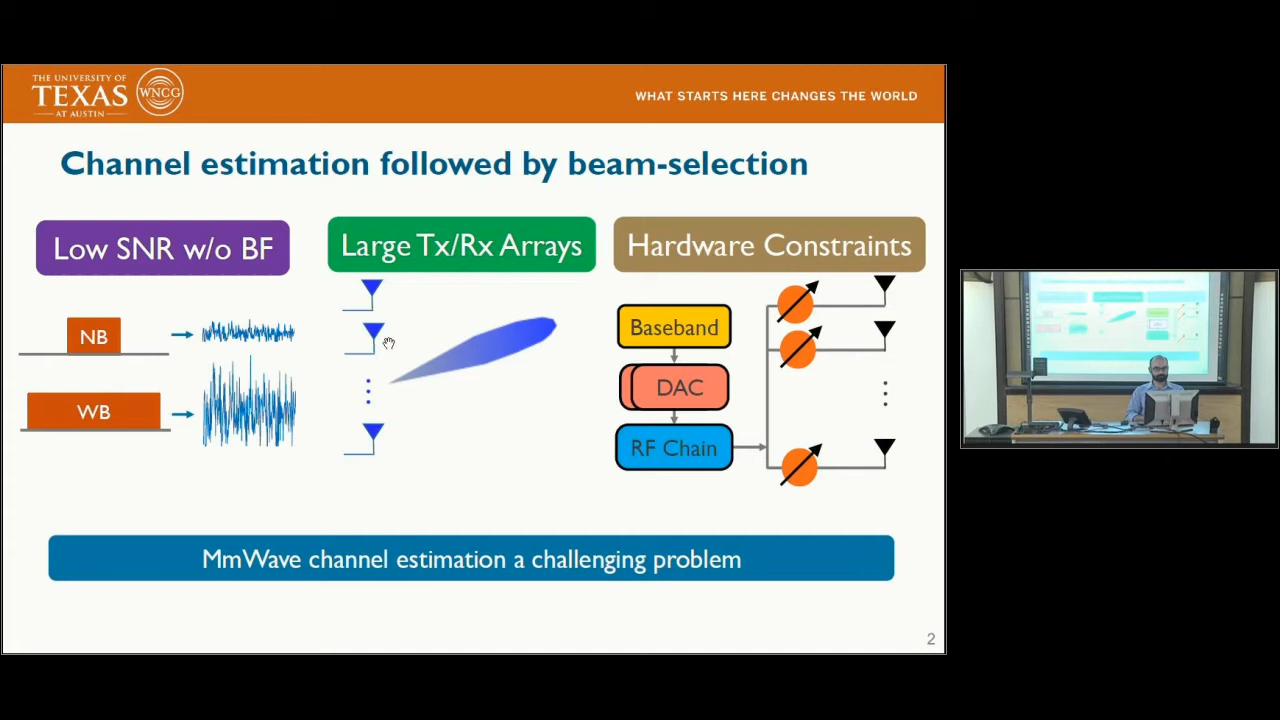 THE UNIVERSITY OF
TEXAS
AT AUSTIN
WNCG
WHAT STARTS HERE CHANGES THE WORLD
Channel estimation followed by beam-selection
Low SNR w/o BF
Large Tx/Rx Arrays
Hardware Constraints
NB
WB
Baseband
DAC
RF Chain
MmWave channel estimation a challenging problem
2